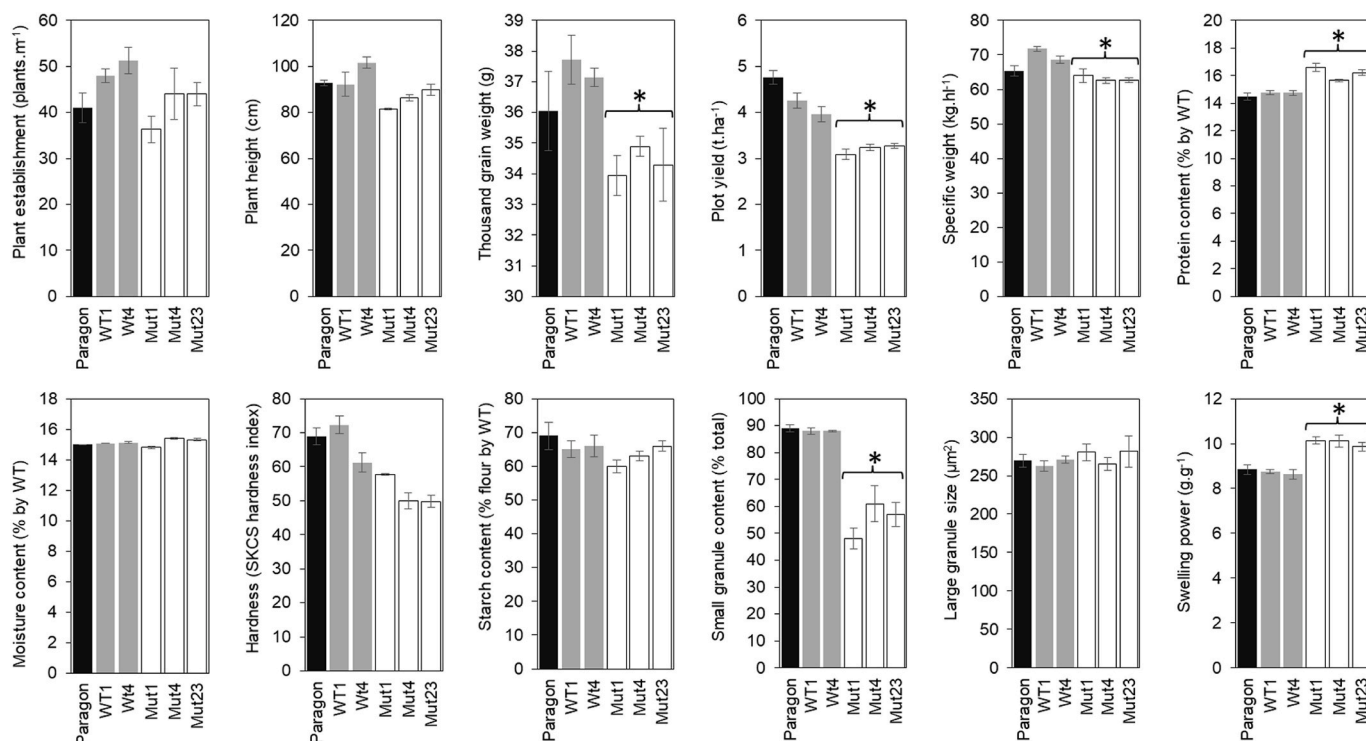 Plant establishment (plants.m⁻¹)
60
50
40
30
20
10
0
Paragon
WT1
Wt4
Mut1
Mut4
Mut23
Plant height (cm)
120
100
80
60
40
20
0
Paragon
WT1
Wt4
Mut1
Mut4
Mut23
Thousand grain weight (g)
39
38
37
36
35
34
33
32
31
30
*
Paragon
WT1
Wt4
Mut1
Mut4
Mut23
Plot yield (t.ha⁻¹)
6
5
4
3
2
1
0
*
Paragon
WT1
Wt4
Mut1
Mut4
Mut23
Specific weight (kg.hl⁻¹)
80
70
60
50
40
30
20
10
0
*
Paragon
WT1
Wt4
Mut1
Mut4
Mut23
Protein content (% by WT)
20
18
16
14
12
10
8
6
4
2
0
*
Paragon
WT1
Wt4
Mut1
Mut4
Mut23
Moisture content (% by WT)
18
16
14
12
10
8
6
4
2
0
Paragon
WT1
Wt4
Mut1
Mut4
Mut23
Hardness (SKCS hardness index)
80
70
60
50
40
30
20
10
0
Paragon
WT1
Wt4
Mut1
Mut4
Mut23
Starch content (% flour by WT)
80
70
60
50
40
30
20
10
0
Paragon
WT1
Wt4
Mut1
Mut4
Mut23
Small granule content (% total)
100
90
80
70
60
50
40
30
20
10
0
*
Paragon
WT1
Wt4
Mut1
Mut4
Mut23
Large granule size (µm²)
350
300
250
200
150
100
50
0
Paragon
WT1
Wt4
Mut1
Mut4
Mut23
Swelling power (g.g⁻¹)
12
10
8
6
4
2
0
*
Paragon
WT1
Wt4
Mut1
Mut4
Mut23